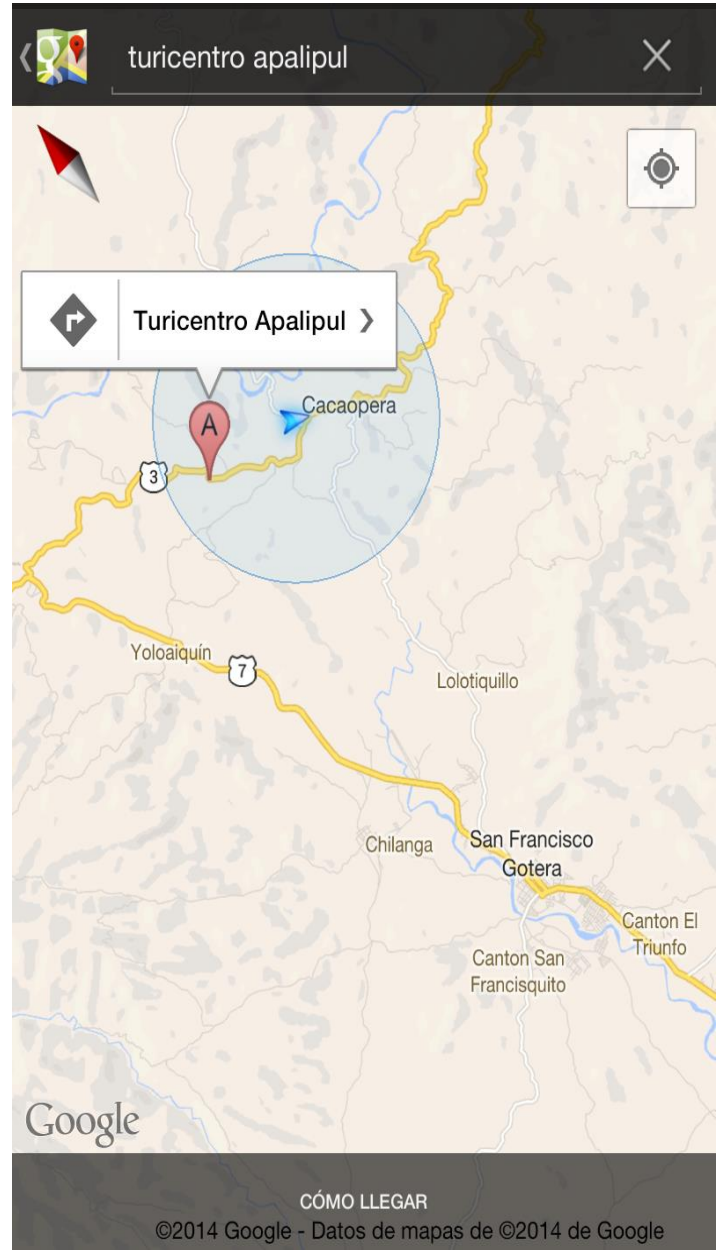 turicentro apalipul
Turicentro Apalipul
Cacaopera
A
3
Yoloaiquín
7
Lolotiquillo
Chilanga
San Francisco
Gotera
Canton El
Triunfo
Canton San
Francisquito
Google
CÓMO LLEGAR
©2014 Google - Datos de mapas de ©2014 de Google